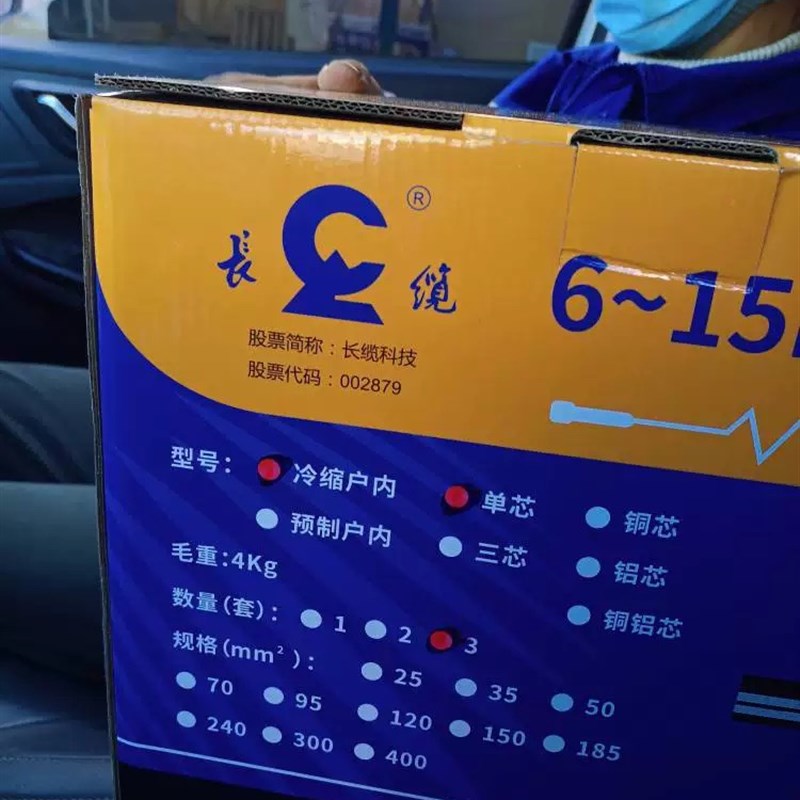 長 缆 ®
6~15
股票简称：长缆科技
股票代码：002879
型号： 冷缩户内 单芯 铜芯
预制户内 三芯 铝芯
毛重：4Kg 铜铝芯
数量（套）： 1 2 3
规格（mm²）： 25 35 50
70 95 120 150 185
240 300 400